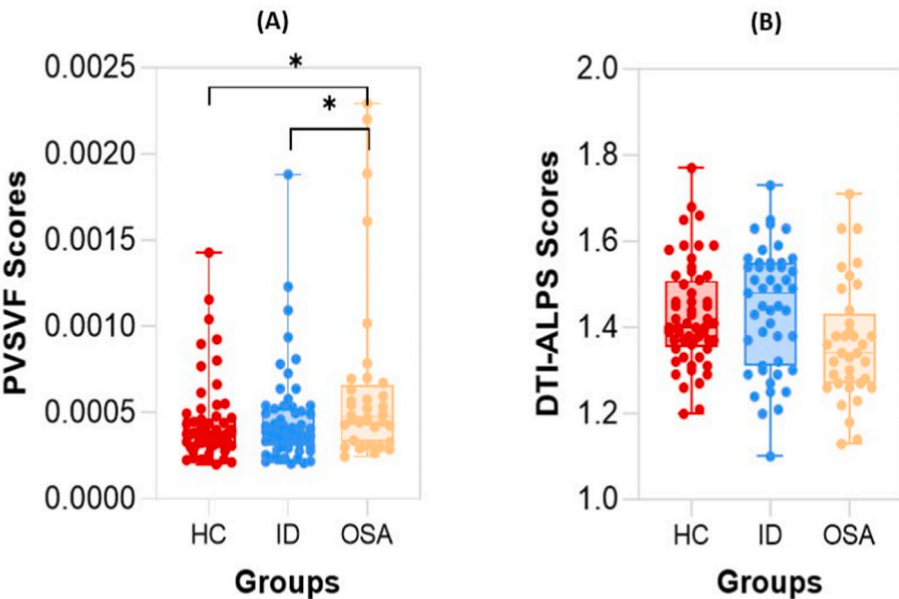 (A)
PVSVF Scores
0.0025
0.0020
0.0015
0.0010
0.0005
0.0000
*
*
HC ID OSA
Groups
(B)
DTI-ALPS Scores
2.0
1.8
1.6
1.4
1.2
1.0
HC ID OSA
Groups